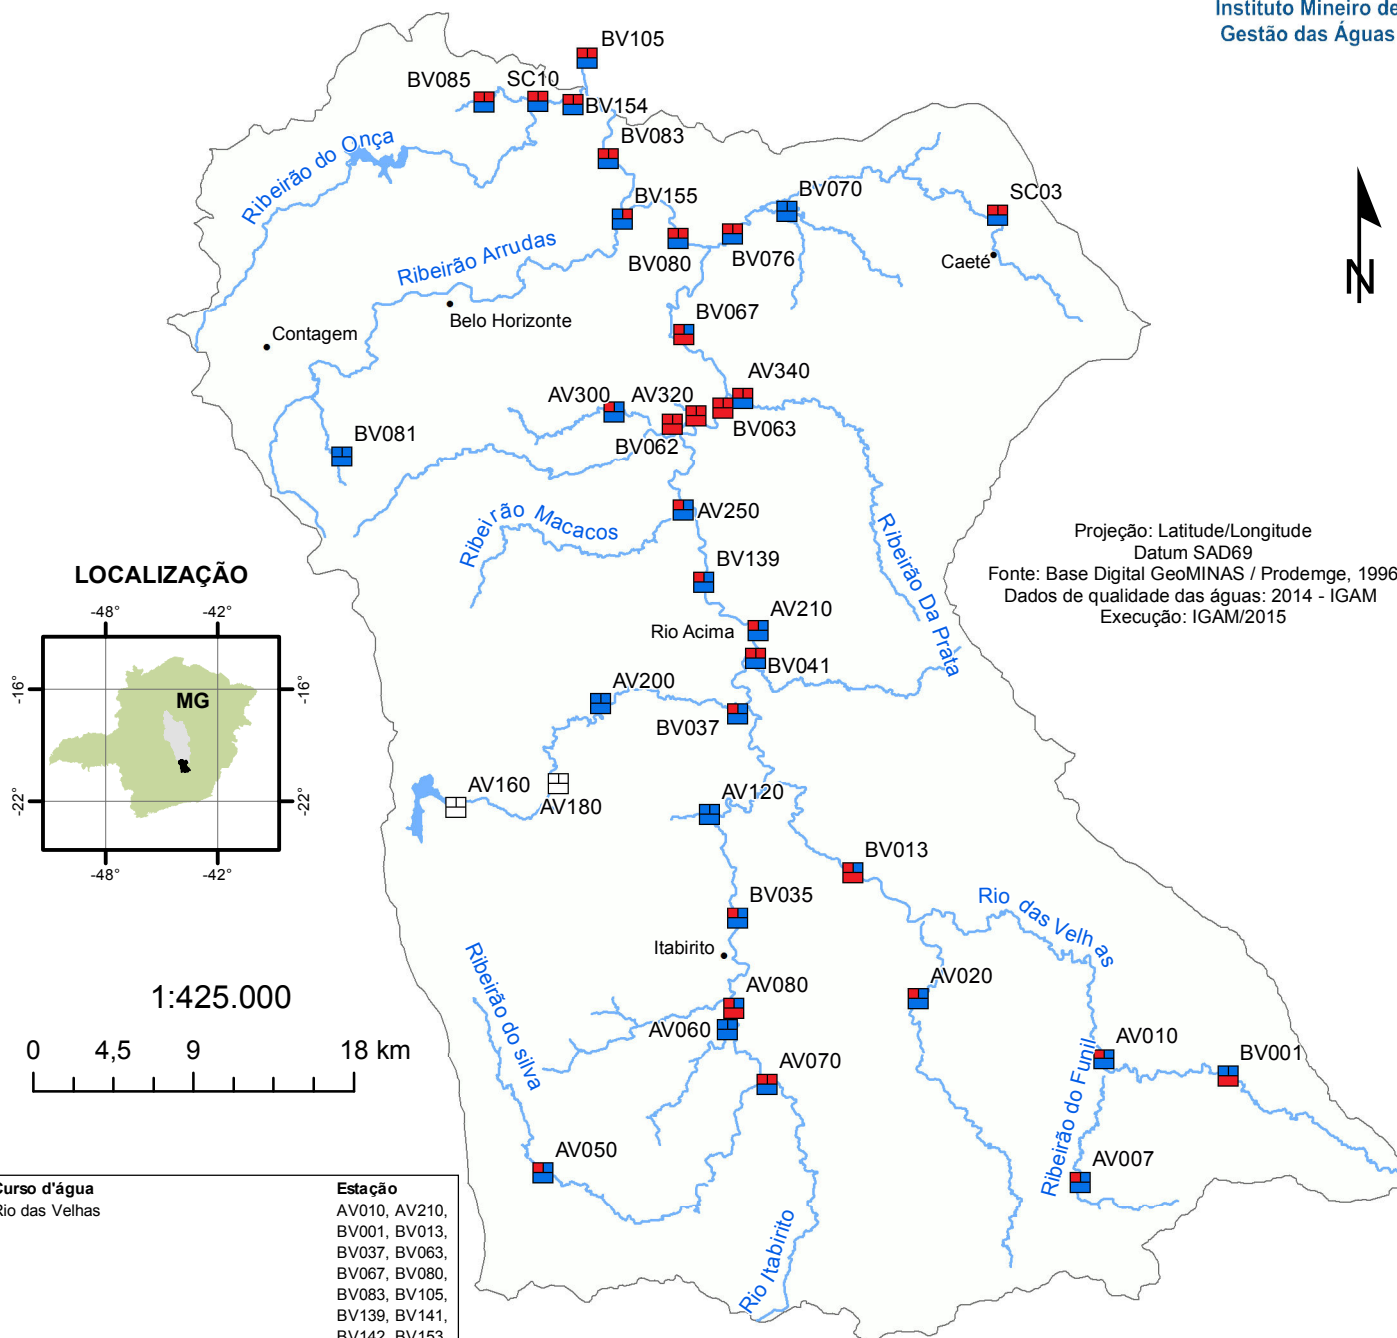 Instituto Mineiro de
Gestão das Águas
BV105
BV085
SC10
BV154
Ribeirão do Onça
BV083
BV155
BV070
SC03
BV080
BV076
Caeté
Ribeirão Arrudas
Belo Horizonte
Contagem
BV067
AV340
AV300
AV320
BV063
BV062
BV081
N
AV250
Ribeirão Macacos
Ribeirão Da Prata
BV139
Projeção: Latitude/Longitude
Datum SAD69
Fonte: Base Digital GeoMINAS / Prodemge, 1996
Dados de qualidade das águas: 2014 - IGAM
Execução: IGAM/2015
LOCALIZAÇÃO
-48°
-42°
-16°
-16°
MG
-22°
-22°
-48°
-42°
AV210
Rio Acima
BV041
AV200
BV037
AV160
AV180
AV120
BV013
BV035
Rio das Velhas
Itabirito
Ribeirão do silva
AV080
AV020
AV060
AV070
AV010
BV001
Ribeirão do Funil
AV050
AV007
Rio Itabirito
1:425.000
0 4,5 9 18 km
Curso d'água Estação
Rio das Velhas AV010, AV210,
BV001, BV013,
BV037, BV063,
BV067, BV080,
BV083, BV105,
BV139, BV141,
BV142, BV153